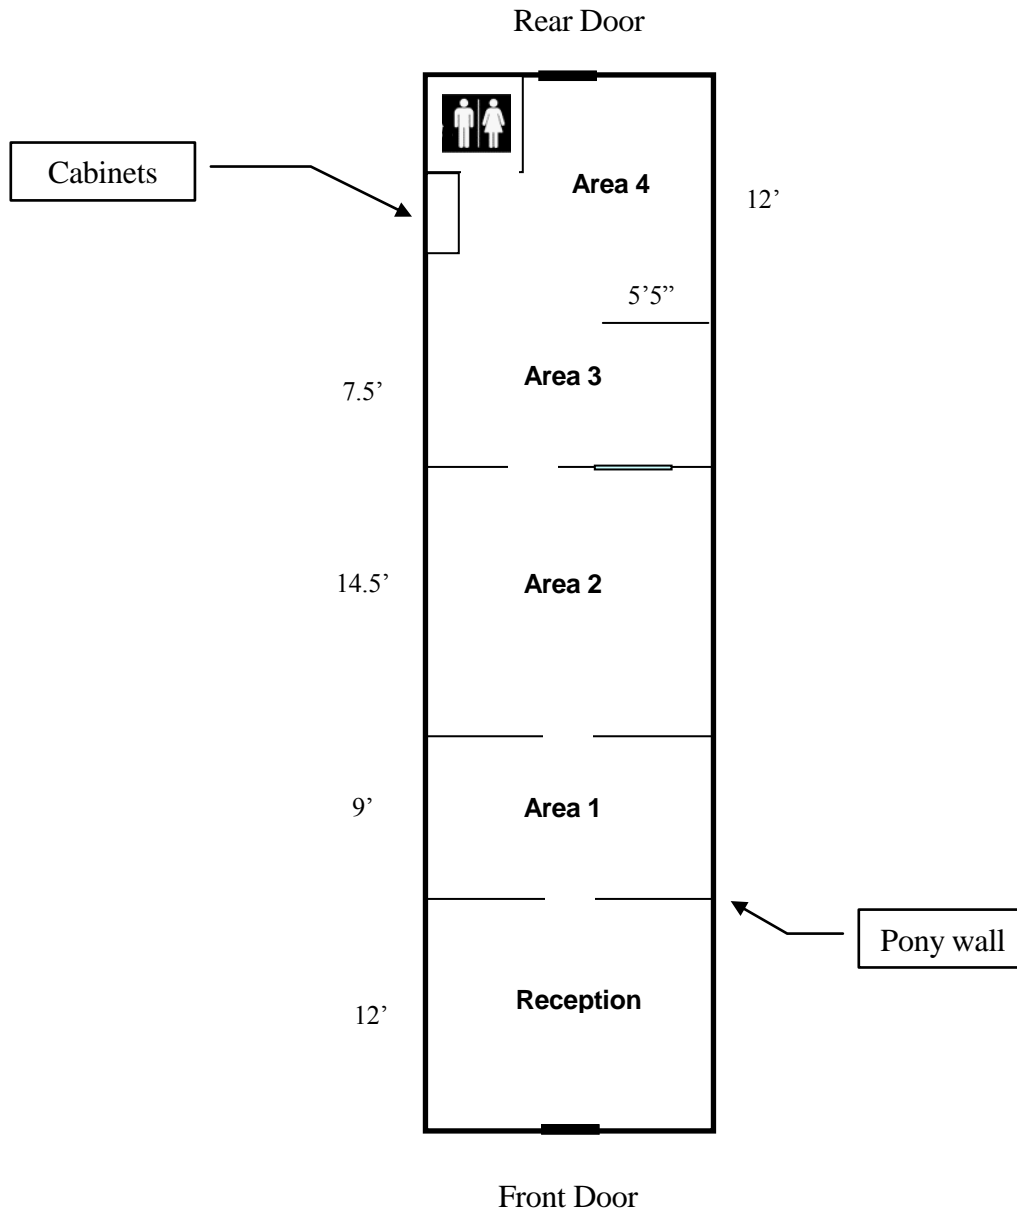 Rear Door
Cabinets
Area 4
12’
5’5”
Area 3
7.5’
Area 2
14.5’
Area 1
9’
Pony wall
Reception
12’
Front Door